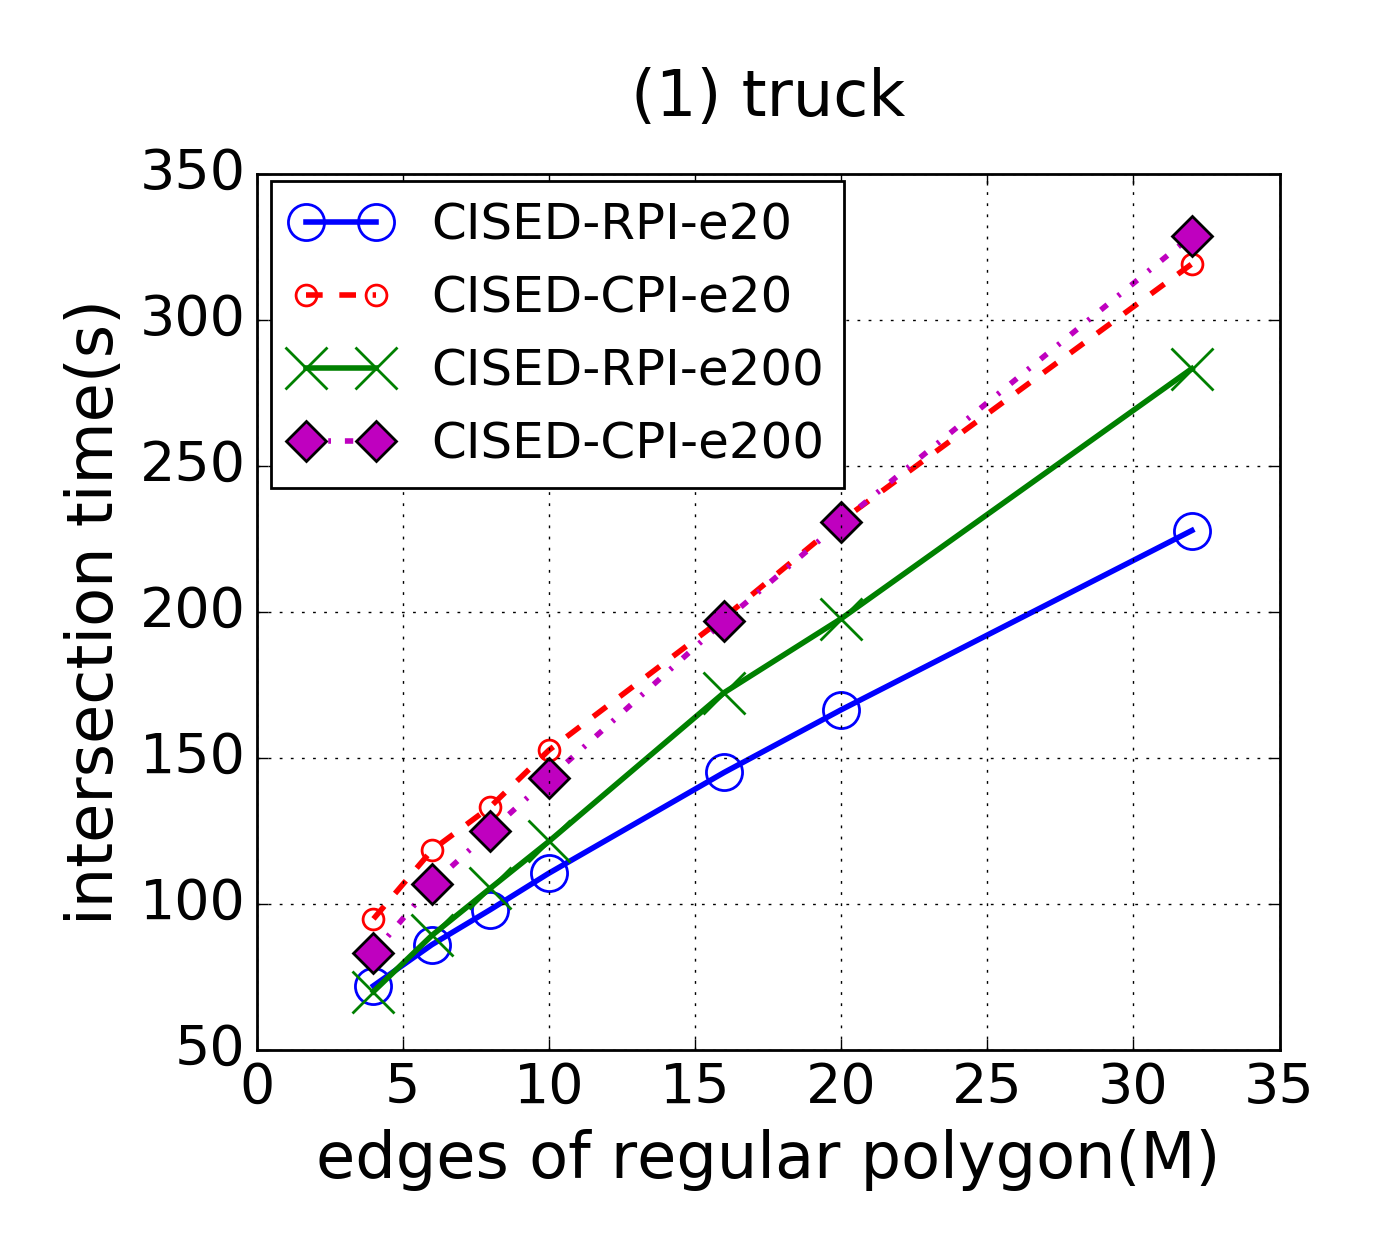 (1) truck
350
300
250
200
150
100
50
intersection time(s)
CISED-RPI-e20
CISED-CPI-e20
CISED-RPI-e200
CISED-CPI-e200
0 5 10 15 20 25 30 35
edges of regular polygon(M)